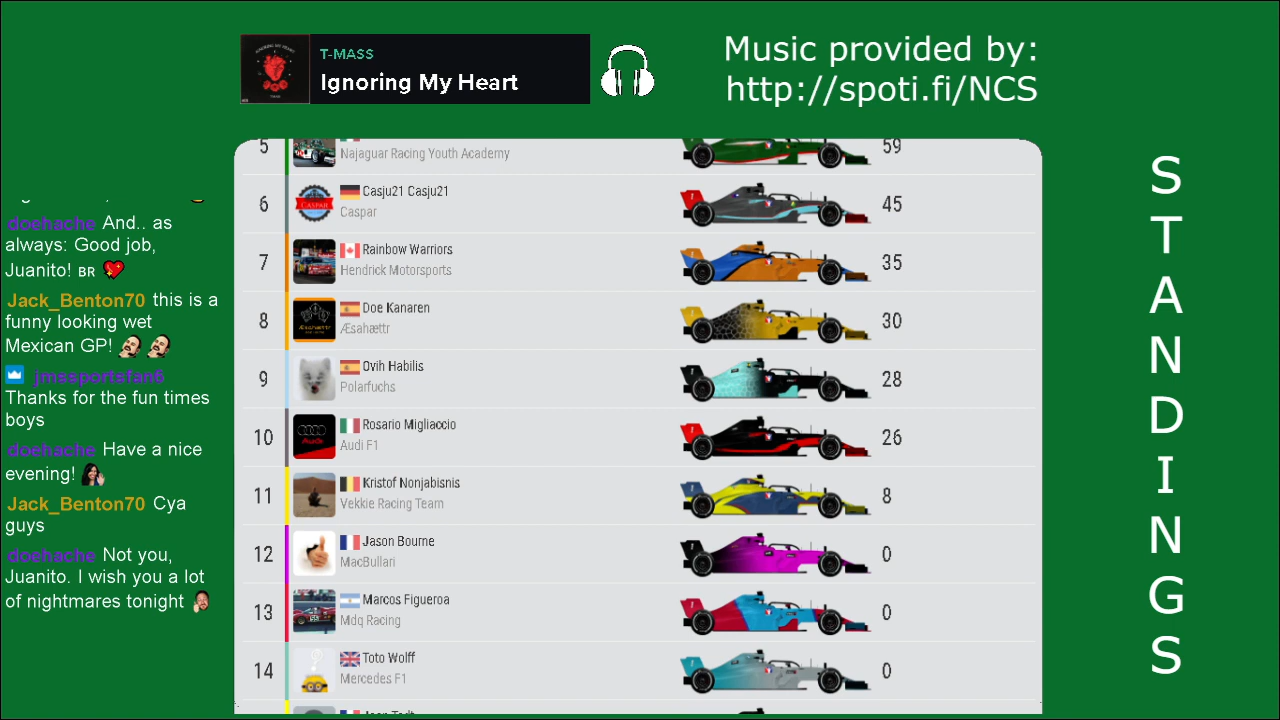 T-MASS
Ignoring My Heart
Music provided by:
http://spoti.fi/NCS
doehache And.. as
always: Good job,
Juanito! BR
Jack_Benton70 this is a
funny looking wet
Mexican GP!
jmssportsfan6
Thanks for the fun times
boys
doehache Have a nice
evening!
Jack_Benton70 Cya
guys
doehache Not you,
Juanito. I wish you a lot
of nightmares tonight
5 Najaguar Racing Youth Academy 59
6 Casju21 Casju21 45
Caspar
7 Rainbow Warriors 35
Hendrick Motorsports
8 Doe Kanaren 30
Æsahættr
9 Ovih Habilis 28
Polarfuchs
10 Rosario Migliaccio 26
Audi F1
11 Kristof Nonjabisnis 8
Vekkie Racing Team
12 Jason Bourne 0
MacBullari
13 Marcos Figueroa 0
Mdq Racing
14 Toto Wolff 0
Mercedes F1
STANDINGS